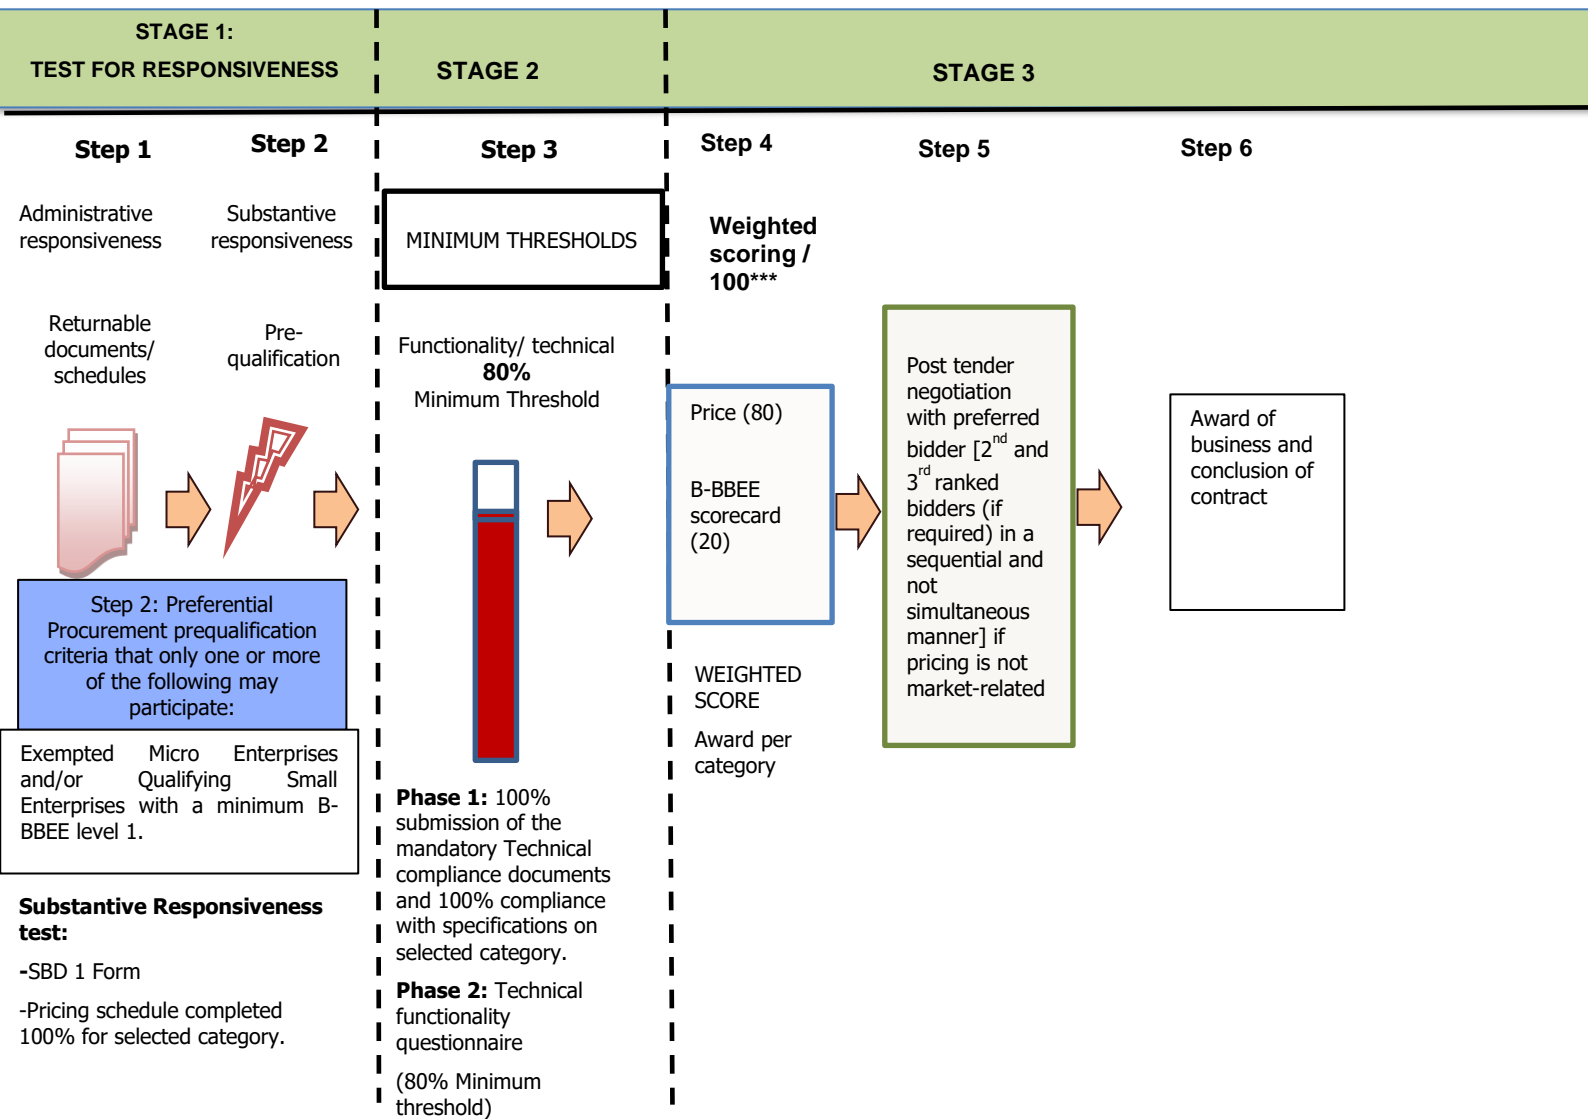 STAGE 1:
TEST FOR RESPONSIVENESS
STAGE 2
STAGE 3
Step 1
Step 2
Step 3
Step 4
Step 5
Step 6
Administrative
responsiveness
Substantive
responsiveness
MINIMUM THRESHOLDS
Weighted
scoring /
100***
Returnable
documents/
schedules
Pre-
qualification
Functionality/ technical
80%
Minimum Threshold
Price (80)
B-BBEE
scorecard
(20)
Post tender
negotiation
with preferred
bidder [2nd and
3rd ranked
bidders (if
required) in a
sequential and
not
simultaneous
manner] if
pricing is not
market-related
Award of
business and
conclusion of
contract
Step 2: Preferential
Procurement prequalification
criteria that only one or more
of the following may
participate:
Exempted Micro Enterprises
and/or Qualifying Small
Enterprises with a minimum B-
BBEE level 1.
WEIGHTED
SCORE
Award per
category
Substantive Responsiveness
test:
-SBD 1 Form
-Pricing schedule completed
100% for selected category.
Phase 1: 100%
submission of the
mandatory Technical
compliance documents
and 100% compliance
with specifications on
selected category.
Phase 2: Technical
functionality
questionnaire
(80% Minimum
threshold)